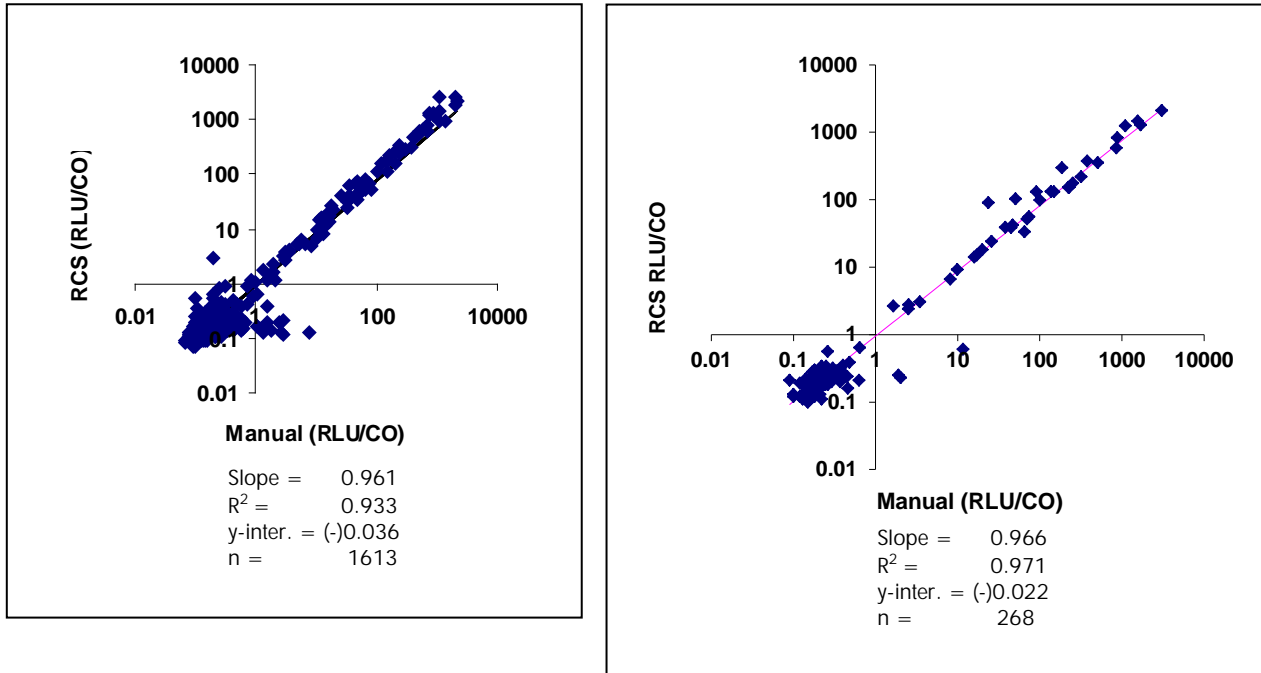 10000
1000
100
10
1
0.1
0.01
0.01 1 100 10000
RCS (RLU/CO)
Manual (RLU/CO)
Slope = 0.961
R² = 0.933
y-inter. = (-)0.036
n = 1613
10000
1000
100
10
1
0.1
0.01
0.01 0.1 1 10 100 1000 10000
RCS RLU/CO
Manual (RLU/CO)
Slope = 0.966
R² = 0.971
y-inter. = (-)0.022
n = 268